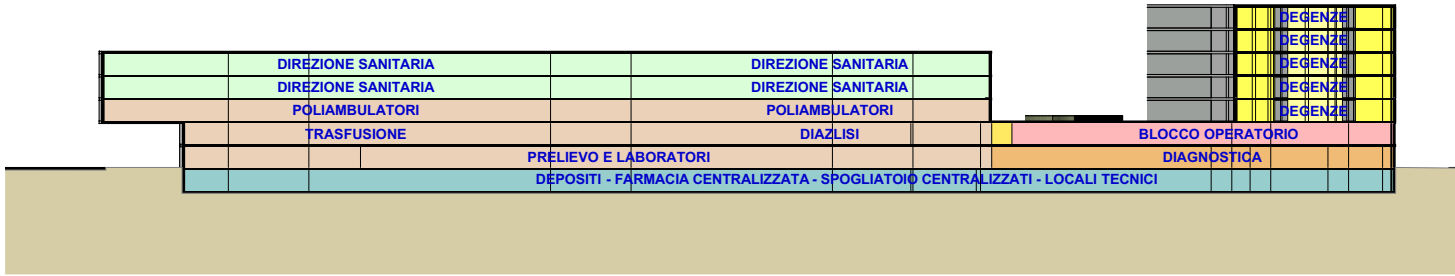 DEGENZE
DEGENZE
DIREZIONE SANITARIA DIREZIONE SANITARIA DEGENZE
DIREZIONE SANITARIA DIREZIONE SANITARIA DEGENZE
POLIAMBULATORI POLIAMBULATORI DEGENZE
TRASFUSIONE DIAZLISI BLOCCO OPERATORIO
PRELIEVO E LABORATORI DIAGNOSTICA
DEPOSITI - FARMACIA CENTRALIZZATA - SPOGLIATOIO CENTRALIZZATI - LOCALI TECNICI